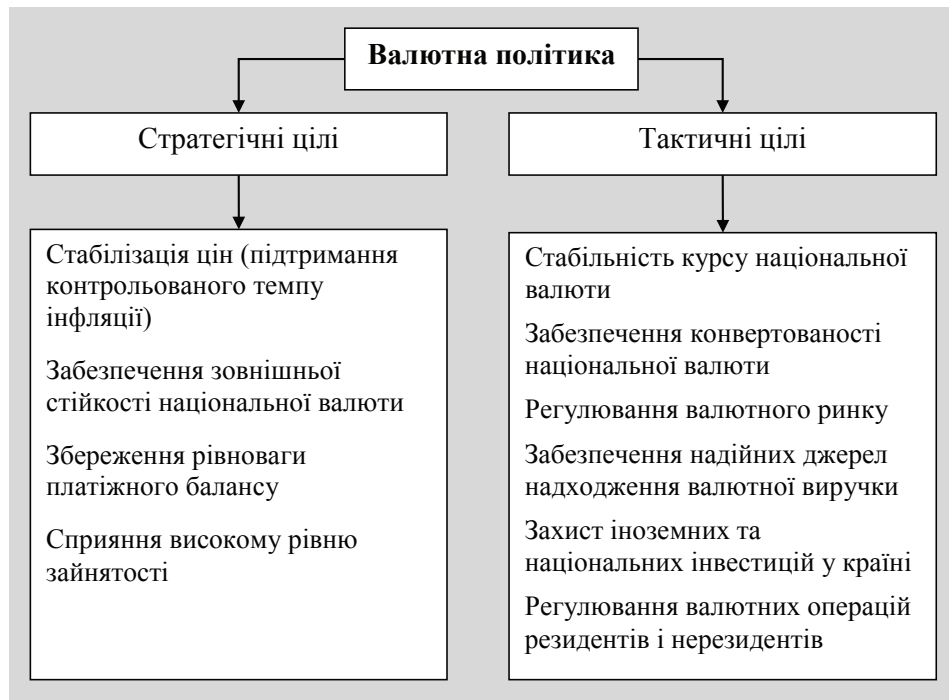 Валютна політика
Стратегічні цілі
Стабілізація цін (підтримання
контрольованого темпу
інфляції)
Забезпечення зовнішньої
стійкості національної валюти
Збереження рівноваги
платіжного балансу
Сприяння високому рівню
зайнятості
Тактичні цілі
Стабільність курсу національної
валюти
Забезпечення конвертованості
національної валюти
Регулювання валютного ринку
Забезпечення надійних джерел
надходження валютної виручки
Захист іноземних та
національних інвестицій у країні
Регулювання валютних операцій
резидентів і нерезидентів